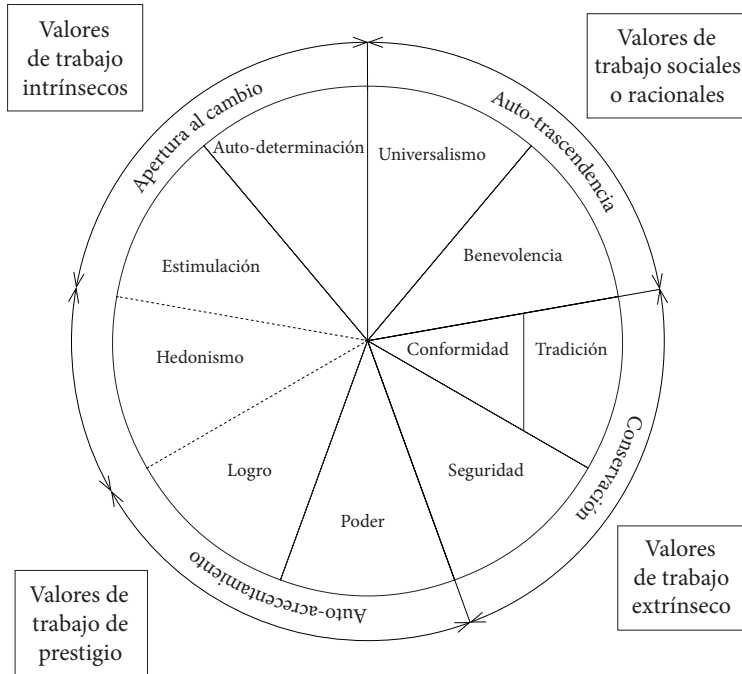 Valores
de trabajo
intrínsecos
Valores de
trabajo sociales
o racionales
Apertura al cambio
Auto-trascendencia
Auto-determinación
Universalismo
Estimulación
Benevolencia
Hedonismo
Conformidad
Tradición
Logro
Seguridad
Poder
Conservación
Auto-acrecentamiento
Valores de
trabajo de
prestigio
Valores
de trabajo
extrínseco